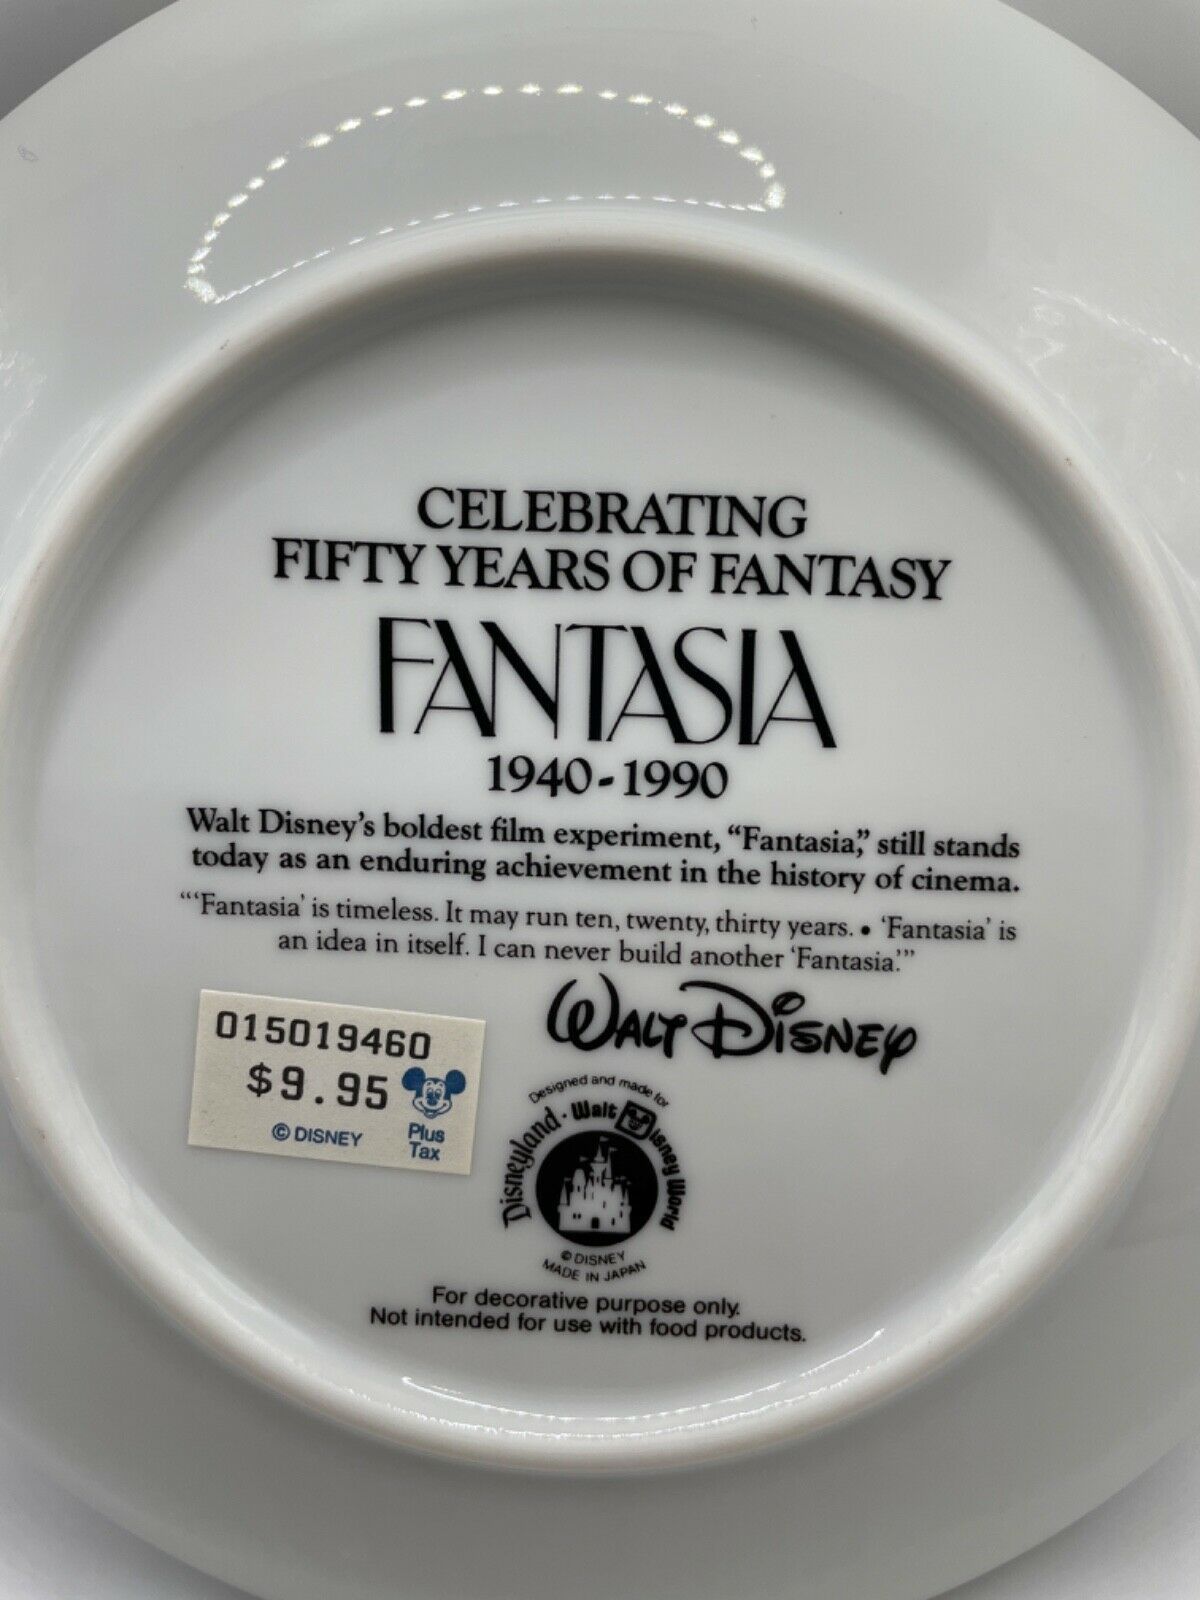 CELEBRATING
FIFTY YEARS OF FANTASY
FANTASIA
1940-1990
Walt Disney's boldest film experiment, “Fantasia,” still stands
today as an enduring achievement in the history of cinema.
“‘Fantasia’ is timeless. It may run ten, twenty, thirty years. • ‘Fantasia’ is
an idea in itself. I can never build another ‘Fantasia.’”
WALT DISNEY
015019460
$9.95
© DISNEY
Plus
Tax
Designed and made for
Disneyland · Walt Disney World
© DISNEY
MADE IN JAPAN
For decorative purpose only.
Not intended for use with food products.